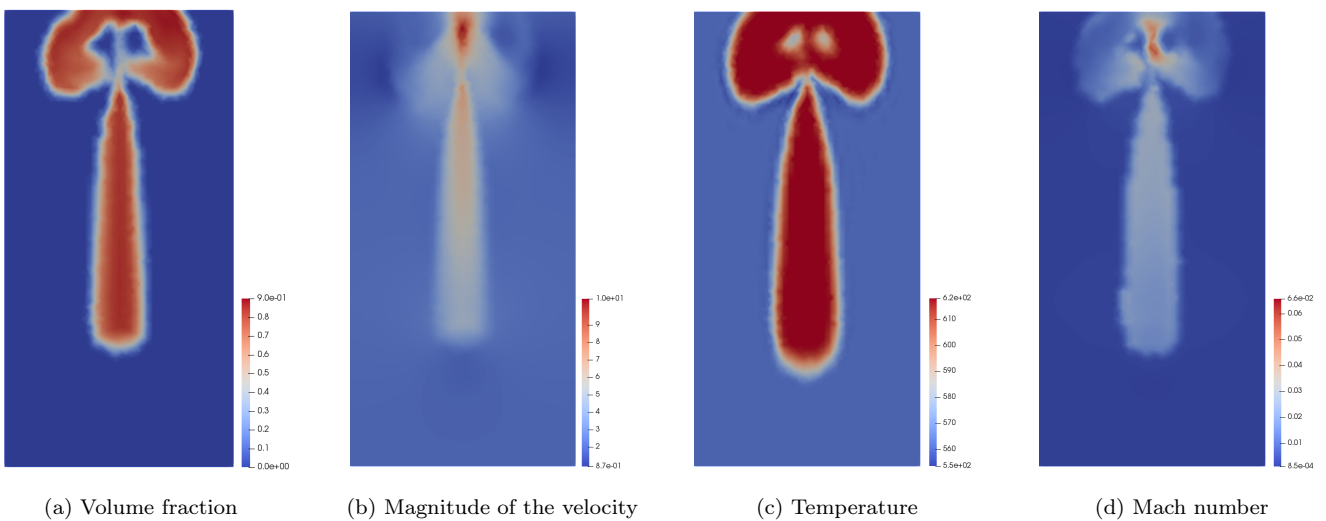 9.0e-01
0.8
0.7
0.6
0.5
0.4
0.3
0.2
0.1
0.0e+00
1.0e+01
9
8
7
6
5
4
3
2
8.7e-01
6.2e+02
610
600
590
580
570
560
5.5e+02
6.6e-02
0.06
0.05
0.04
0.03
0.02
0.01
8.5e-04
(a) Volume fraction
(b) Magnitude of the velocity
(c) Temperature
(d) Mach number